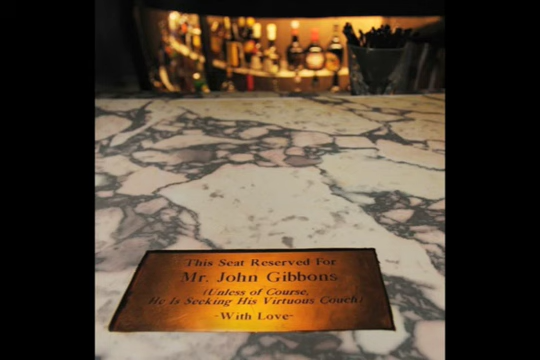 This Seat Reserved For
Mr. John Gibbons
(Unless of Course,
He Is Seeking His Virtuous Couch)
-With Love-